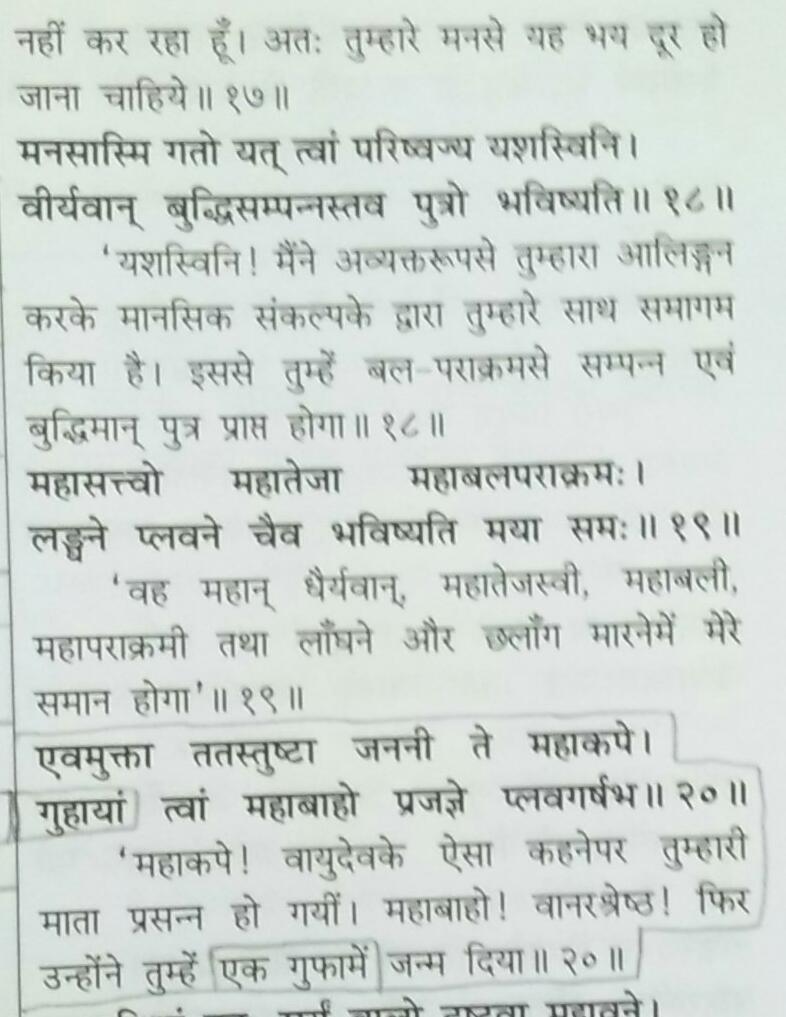 नहीं कर रहा हूँ। अतः तुम्हारे मनसे यह भय दूर हो
जाना चाहिये॥ १७॥
मनसास्मि गतो यत् त्वां परिष्वज्य यशस्विनि।
वीर्यवान् बुद्धिसम्पन्नस्तव पुत्रो भविष्यति॥ १८॥
‘यशस्विनि! मैंने अव्यक्तरूपसे तुम्हारा आलिङ्गन
करके मानसिक संकल्पके द्वारा तुम्हारे साथ समागम
किया है। इससे तुम्हें बल-पराक्रमसे सम्पन्न एवं
बुद्धिमान् पुत्र प्राप्त होगा॥ १८॥
महासत्त्वो महातेजा महाबलपराक्रमः।
लङ्घने प्लवने चैव भविष्यति मया समः॥ १९॥
‘वह महान् धैर्यवान्, महातेजस्वी, महाबली,
महापराक्रमी तथा लाँघने और छलाँग मारनेमें मेरे
समान होगा’॥ १९॥
एवमुक्ता ततस्तुष्टा जननी ते महाकपे।
गुहायां त्वां महाबाहो प्रजज्ञे प्लवगर्षभ॥ २०॥
‘महाकपे! वायुदेवके ऐसा कहनेपर तुम्हारी
माता प्रसन्न हो गयीं। महाबाहो! वानरश्रेष्ठ! फिर
उन्होंने तुम्हें एक गुफामें जन्म दिया॥ २०॥